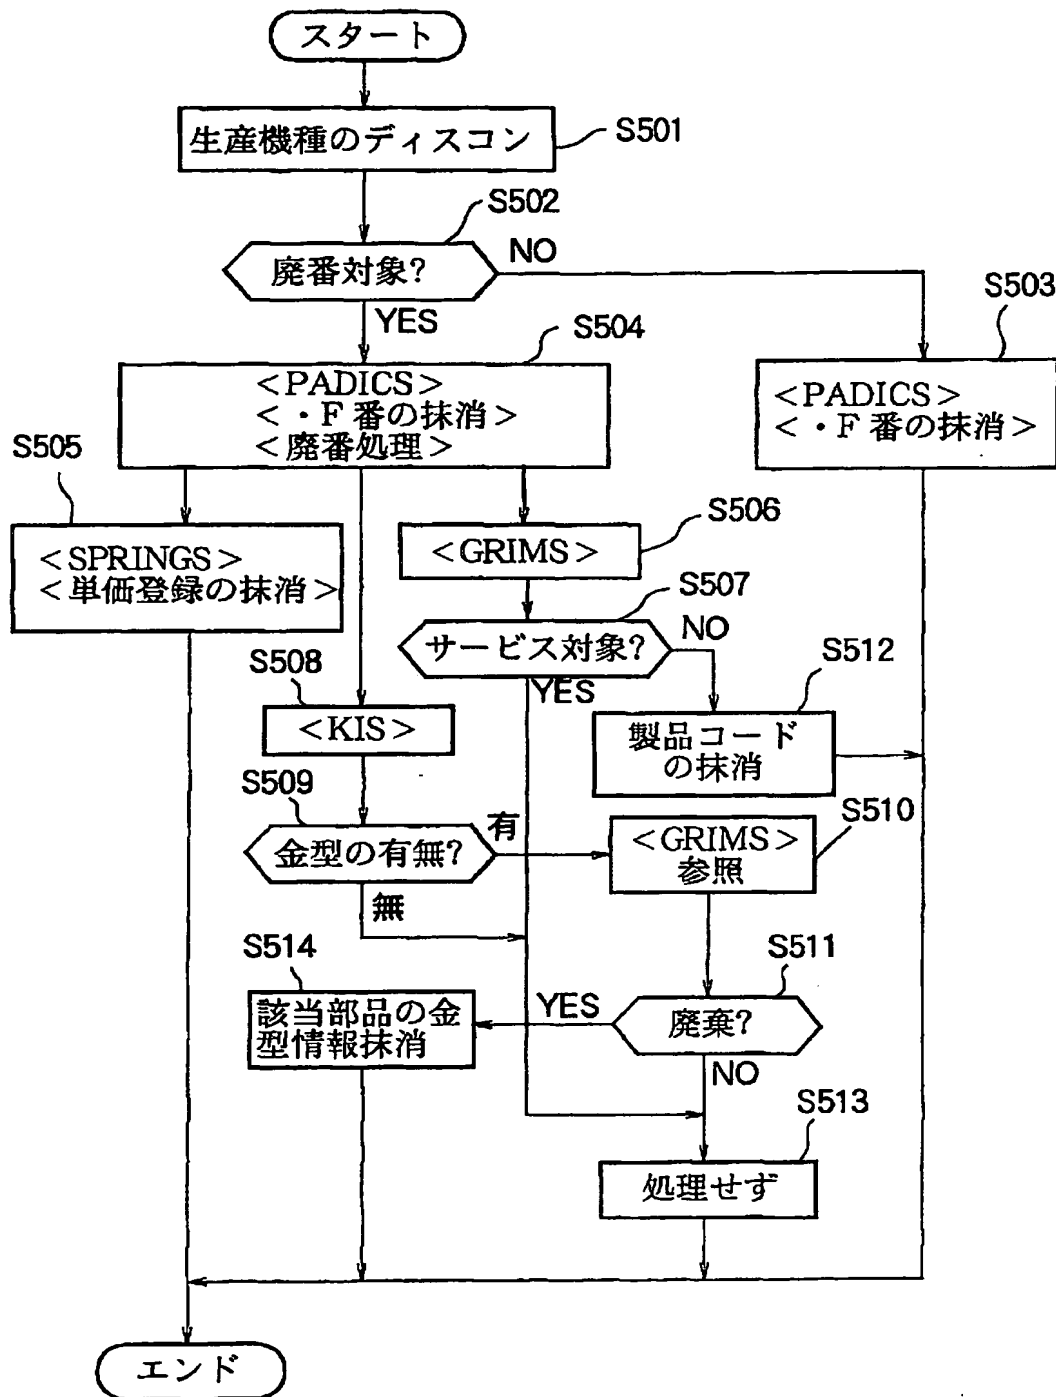 スタート
生産機種のディスコン
S501
S502
廃番対象?
NO
YES
S503
<PADICS>
<・F 番の抹消>
S504
<PADICS>
<・F 番の抹消>
<廃番処理>
S505
<SPRINGS>
<単価登録の抹消>
S506
<GRIMS>
S507
サービス対象?
NO
YES
S512
製品コード
の抹消
S508
<KIS>
S509
金型の有無?
有
無
S510
<GRIMS>
参照
S511
廃棄?
YES
NO
S514
該当部品の金
型情報抹消
S513
処理せず
エンド